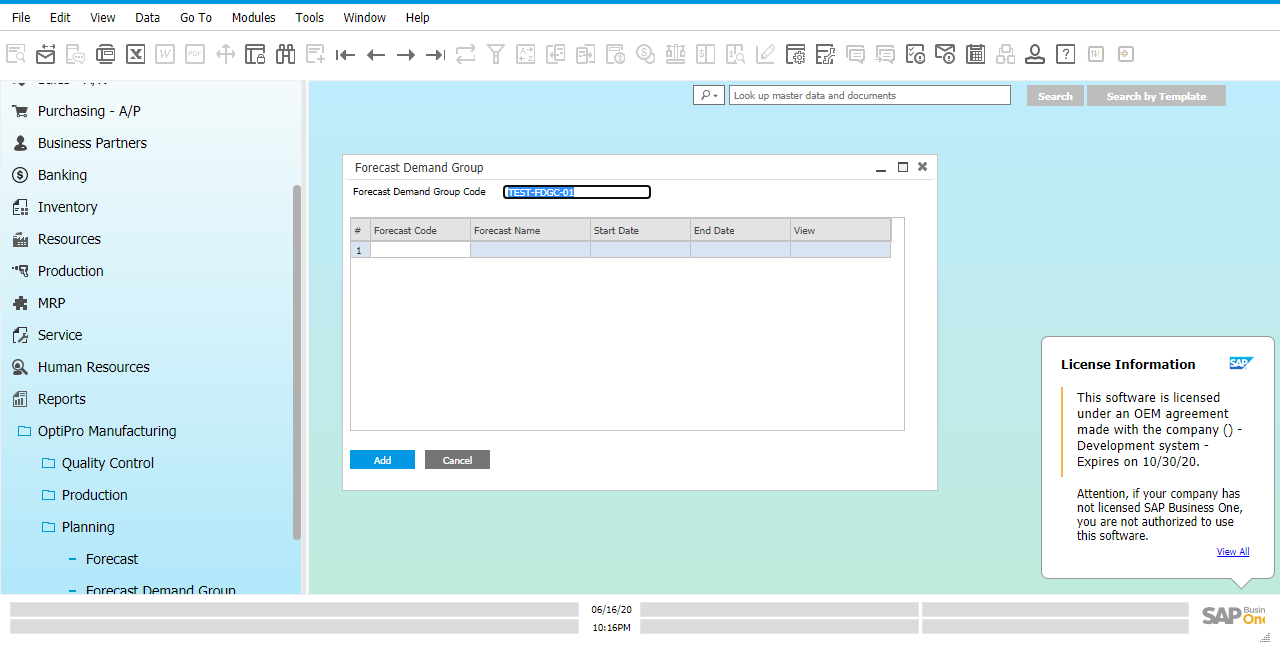 File Edit View Data Go To Modules Tools Window Help
Look up master data and documents
Search
Search by Template
Purchasing - A/P
Business Partners
Banking
Inventory
Resources
Production
MRP
Service
Human Resources
Reports
OptiPro Manufacturing
Quality Control
Production
Planning
Forecast
Forecast Demand Group
Forecast Demand Group
Forecast Demand Group Code TEST-FDGC-01
# Forecast Code Forecast Name Start Date End Date View
1
Add Cancel
License Information SAP
This software is licensed
under an OEM agreement
made with the company () -
Development system -
Expires on 10/30/20.
Attention, if your company has
not licensed SAP Business One,
you are not authorized to use
this software.
View All
06/16/20
10:16PM
SAP Busin
One